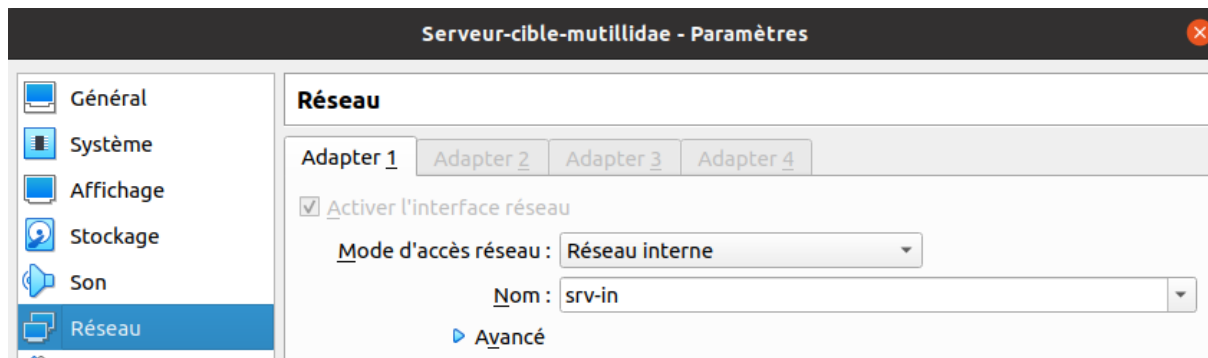 Serveur-cible-mutillidae - Paramètres
Général
Système
Affichage
Stockage
Son
Réseau
Réseau
Adapter 1 Adapter 2 Adapter 3 Adapter 4
Activer l'interface réseau
Mode d'accès réseau : Réseau interne
Nom : srv-in
Avancé